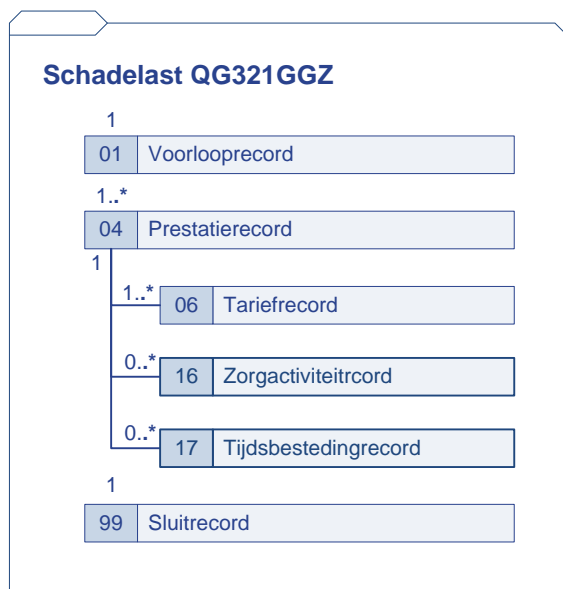 Schadelast QG321GGZ
1
01 Voorlooprecord
1..*
04 Prestatierecord
1
1..*
06 Tariefrecord
0..*
16 Zorgactiviteitrcord
0..*
17 Tijdsbestedingrecord
1
99 Sluitrecord